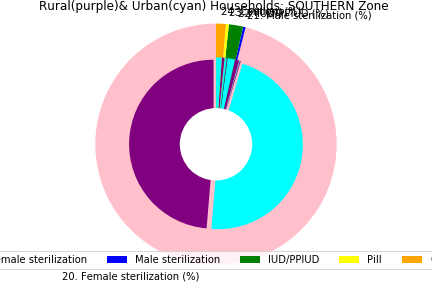 Rural(purple)& Urban(cyan) Households: SOUTHERN Zone
21. Male sterilization (%)
Female sterilization Male sterilization IUD/PPIUD Pill
20. Female sterilization (%)